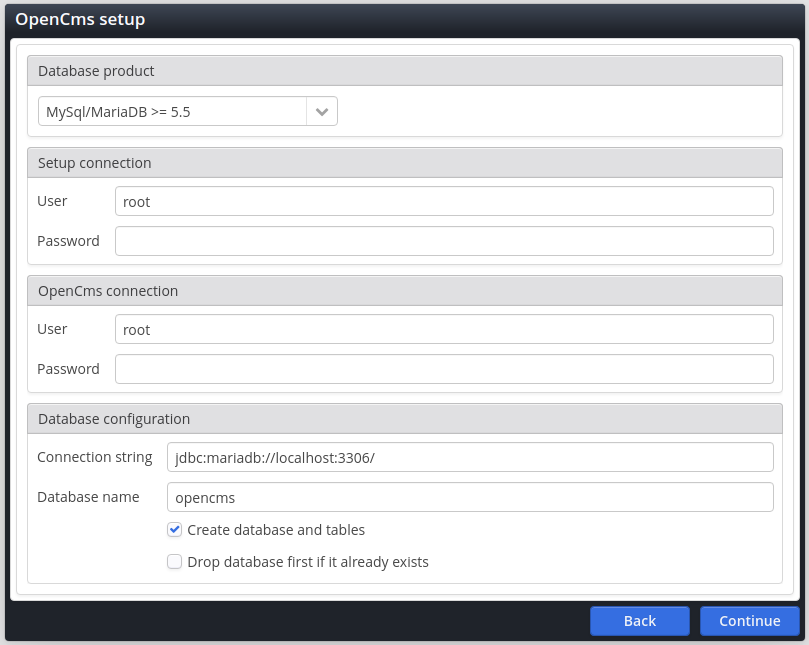 OpenCms setup
Database product
MySql/MariaDB >= 5.5
Setup connection
User root
Password
OpenCms connection
User root
Password
Database configuration
Connection string jdbc:mariadb://localhost:3306/
Database name opencms
Create database and tables
Drop database first if it already exists
Back Continue